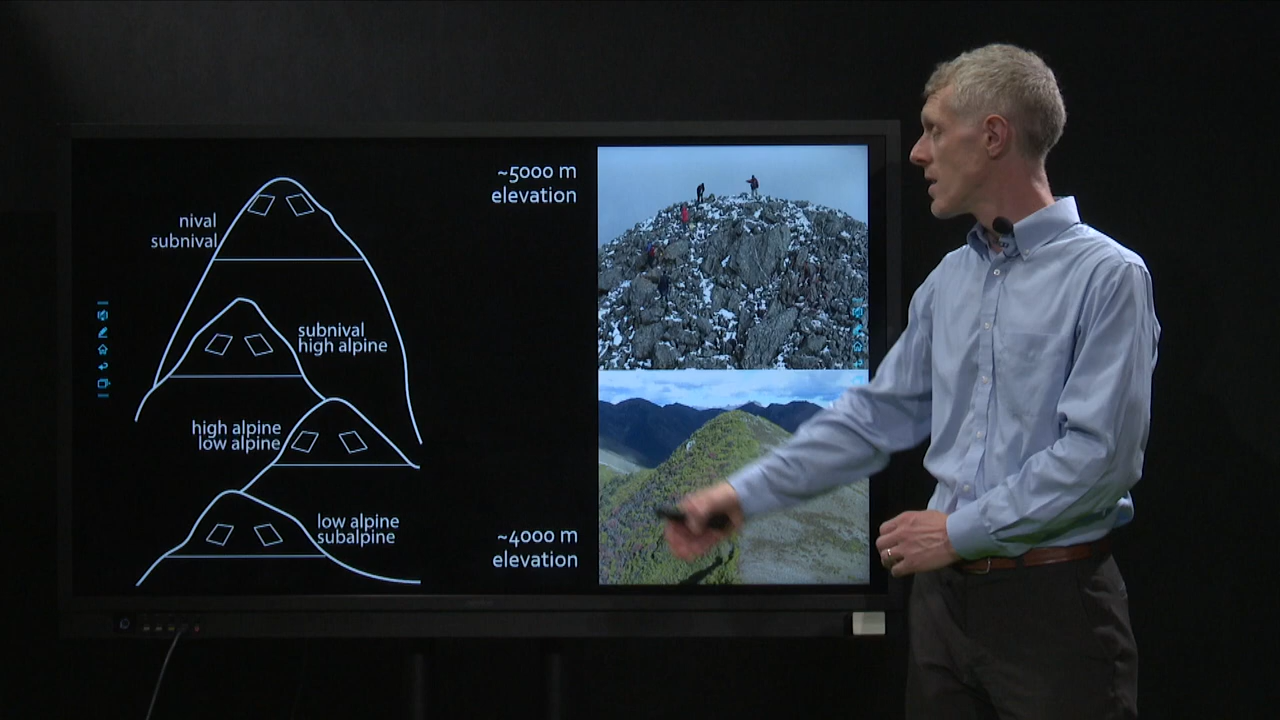 ~5000 m
elevation
nival
subnival
subnival
high alpine
high alpine
low alpine
low alpine
subalpine
~4000 m
elevation